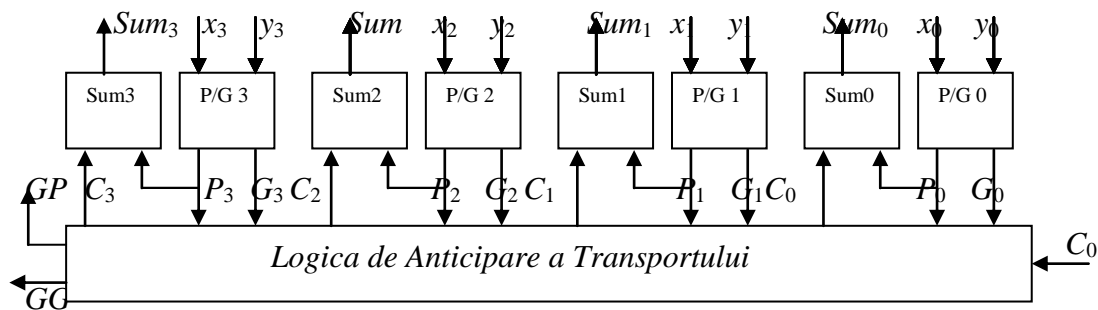 Sum₃ x₃ y₃ Sum x₂ y₂ Sum₁ x₁ y₁ Sum₀ x₀ y₀
Sum3 P/G 3 Sum2 P/G 2 Sum1 P/G 1 Sum0 P/G 0
GP C₃ P₃ G₃ C₂ P₂ G₂ C₁ P₁ G₁ C₀ P₀ G₀
Logica de Anticipare a Transportului C₀
GG